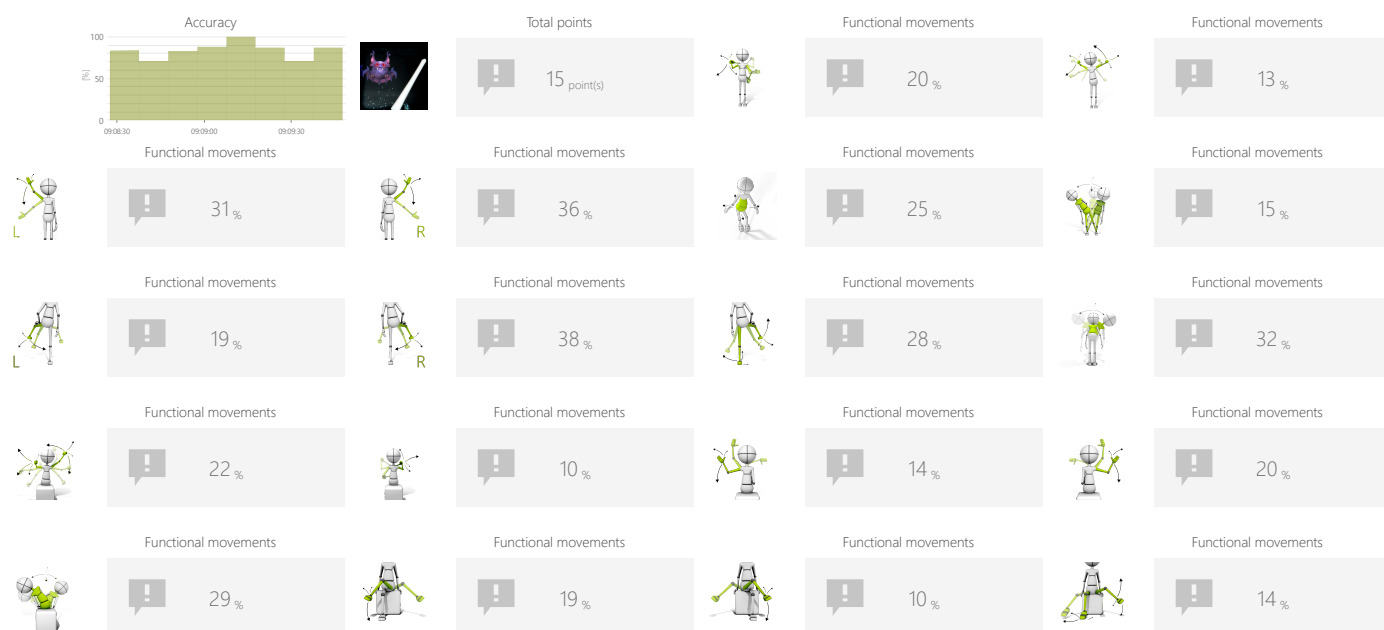 Accuracy
Total points
Functional movements
Functional movements
100
[%]
50
0
09:08:30
09:09:00
09:09:30
15 point(s)
20 %
13 %
Functional movements
Functional movements
Functional movements
Functional movements
L
31 %
R
36 %
25 %
15 %
Functional movements
Functional movements
Functional movements
Functional movements
L
19 %
R
38 %
28 %
32 %
Functional movements
Functional movements
Functional movements
Functional movements
22 %
10 %
14 %
20 %
Functional movements
Functional movements
Functional movements
Functional movements
29 %
19 %
10 %
14 %